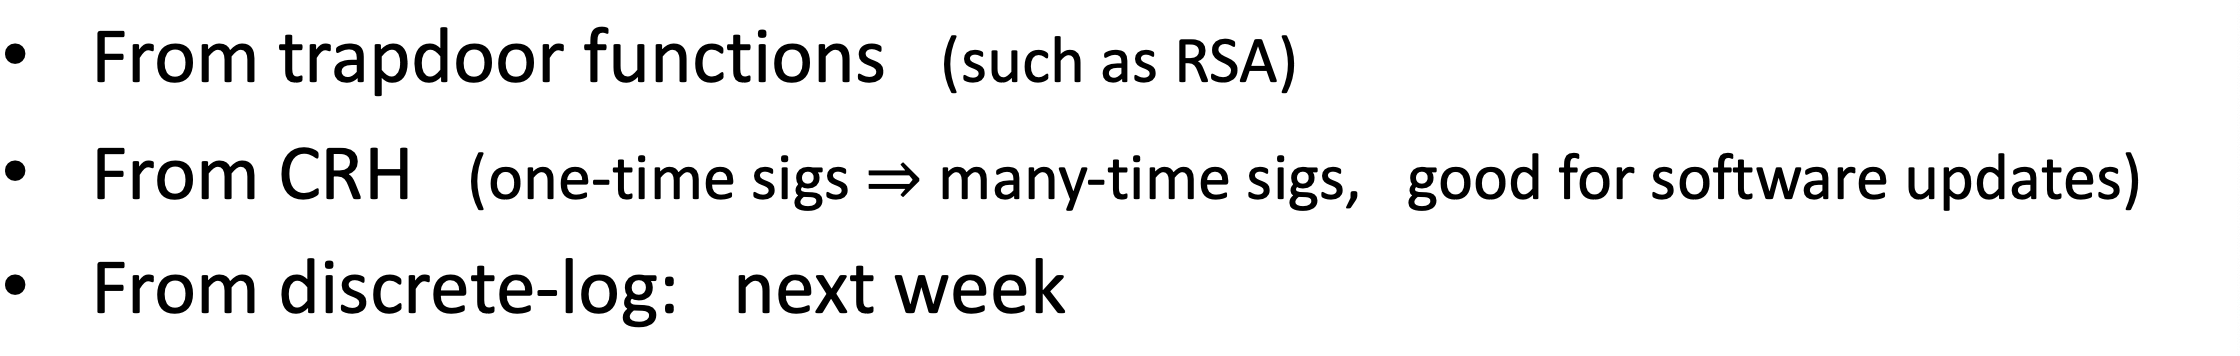 • From trapdoor functions (such as RSA)
• From CRH (one-time sigs ⇒ many-time sigs, good for software updates)
• From discrete-log: next week